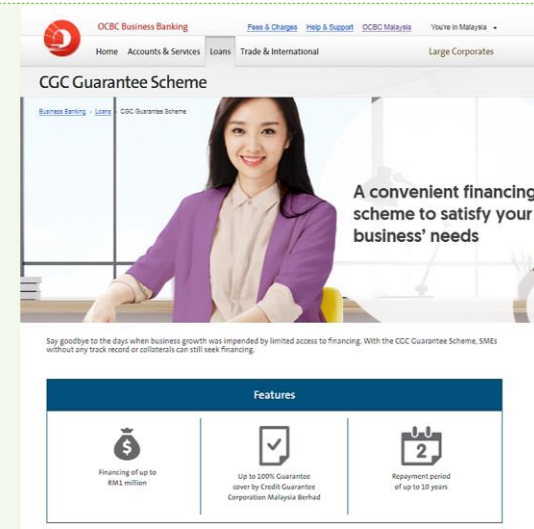 OCBC Business Banking
Fees & Charges Help & Support OCBC Malaysia You're in Malaysia
Home Accounts & Services Loans Trade & International Large Corporates
CGC Guarantee Scheme
Business Banking › Loans › CGC Guarantee Scheme
A convenient financing
scheme to satisfy your
business' needs
Say goodbye to the days when business growth was impended by limited access to financing. With the CGC Guarantee Scheme, SMEs
without any track record or collaterals can still seek financing.
Features
$
2
Financing of up to
RM1 million
Up to 100% Guarantee
cover by Credit Guarantee
Corporation Malaysia Berhad
Repayment period
of up to 10 years